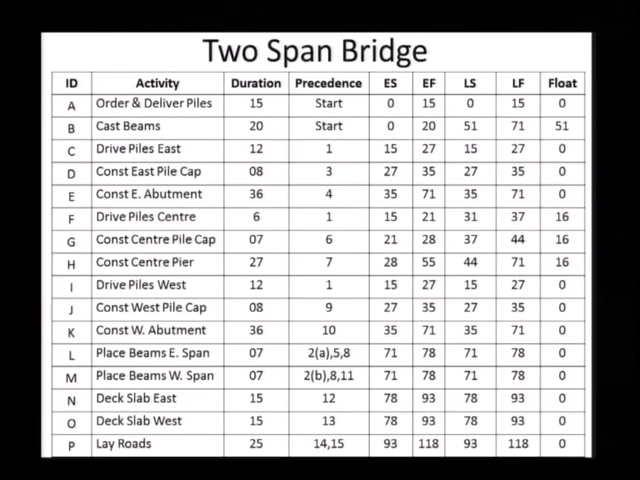 Two Span Bridge
ID Activity Duration Precedence ES EF LS LF Float
A Order & Deliver Piles 15 Start 0 15 0 15 0
B Cast Beams 20 Start 0 20 51 71 51
C Drive Piles East 12 1 15 27 15 27 0
D Const East Pile Cap 08 3 27 35 27 35 0
E Const E. Abutment 36 4 35 71 35 71 0
F Drive Piles Centre 6 1 15 21 31 37 16
G Const Centre Pile Cap 07 6 21 28 37 44 16
H Const Centre Pier 27 7 28 55 44 71 16
I Drive Piles West 12 1 15 27 15 27 0
J Const West Pile Cap 08 9 27 35 27 35 0
K Const W. Abutment 36 10 35 71 35 71 0
L Place Beams E. Span 07 2(a),5,8 71 78 71 78 0
M Place Beams W. Span 07 2(b),8,11 71 78 71 78 0
N Deck Slab East 15 12 78 93 78 93 0
O Deck Slab West 15 13 78 93 78 93 0
P Lay Roads 25 14,15 93 118 93 118 0